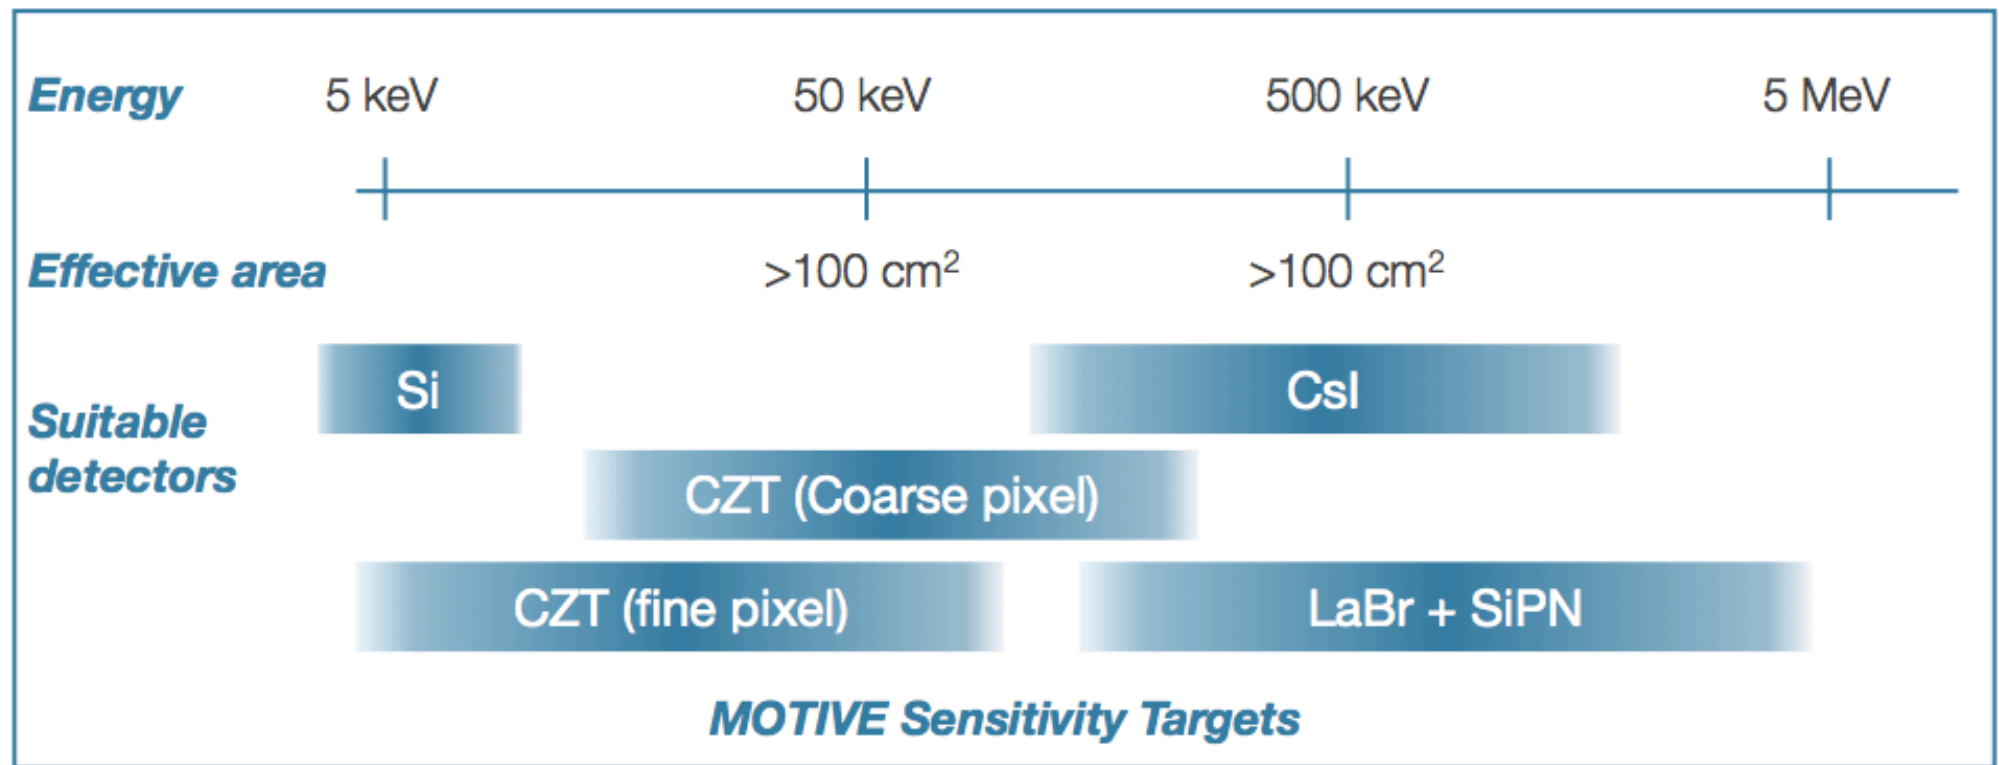 Energy 5 keV 50 keV 500 keV 5 MeV
Effective area >100 cm² >100 cm²
Suitable
detectors
Si CsI
CZT (Coarse pixel)
CZT (fine pixel) LaBr + SiPN
MOTIVE Sensitivity Targets